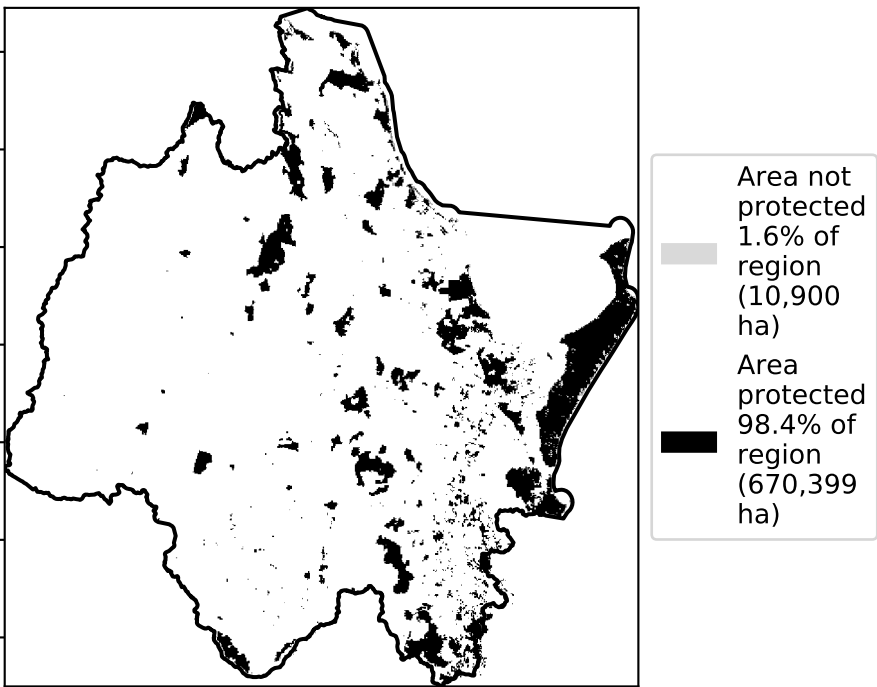 Area not
protected
1.6% of
region
(10,900
ha)
Area
protected
98.4% of
region
(670,399
ha)